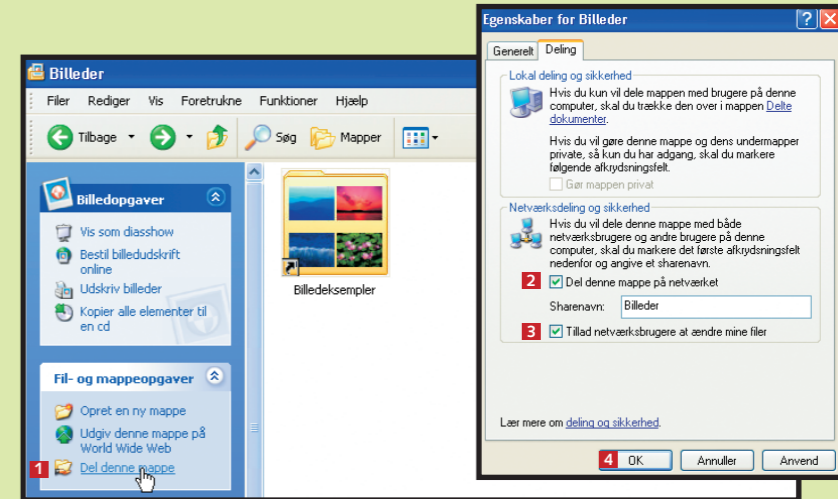 Billeder
Filer Rediger Vis Foretrukne Funktioner Hjælp
Tilbage Søg Mapper
Billedopgaver
Vis som diasshow
Bestil billedudskrift
online
Udskriv billeder
Kopier alle elementer til
en cd
Fil- og mappeopgaver
Opret en ny mappe
Udgiv denne mappe på
World Wide Web
1 Del denne mappe
Billedeksempler
Egenskaber for Billeder
Generelt Deling
Lokal deling og sikkerhed
Hvis du kun vil dele mappen med brugere på denne
computer, skal du trække den over i mappen Delte
dokumenter.
Hvis du vil gøre denne mappe og dens undermapper
private, så kun du har adgang, skal du markere
følgende afkrydsningsfelt.
Gør mappen privat
Netværksdeling og sikkerhed
Hvis du vil dele denne mappe med både
netværksbrugere og andre brugere på denne
computer, skal du markere det første afkrydsningsfelt
nedenfor og angive et sharenavn.
2 Del denne mappe på netværket
Sharenavn: Billeder
3 Tillad netværksbrugere at ændre mine filer
Lær mere om deling og sikkerhed.
4 OK Annuller Anvend